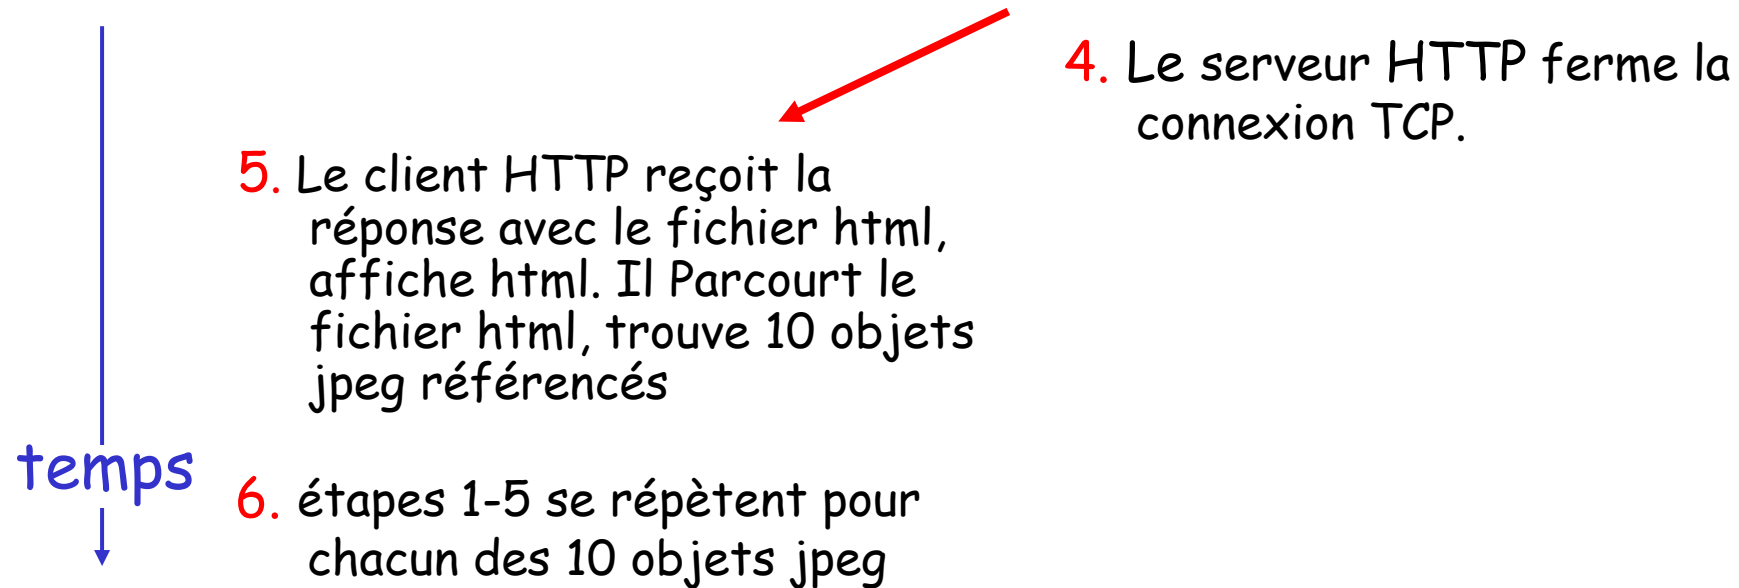 4. Le serveur HTTP ferme la
connexion TCP.
5. Le client HTTP reçoit la
réponse avec le fichier html,
affiche html. Il Parcourt le
fichier html, trouve 10 objets
jpeg référencés
temps
6. étapes 1-5 se répètent pour
chacun des 10 objets jpeg